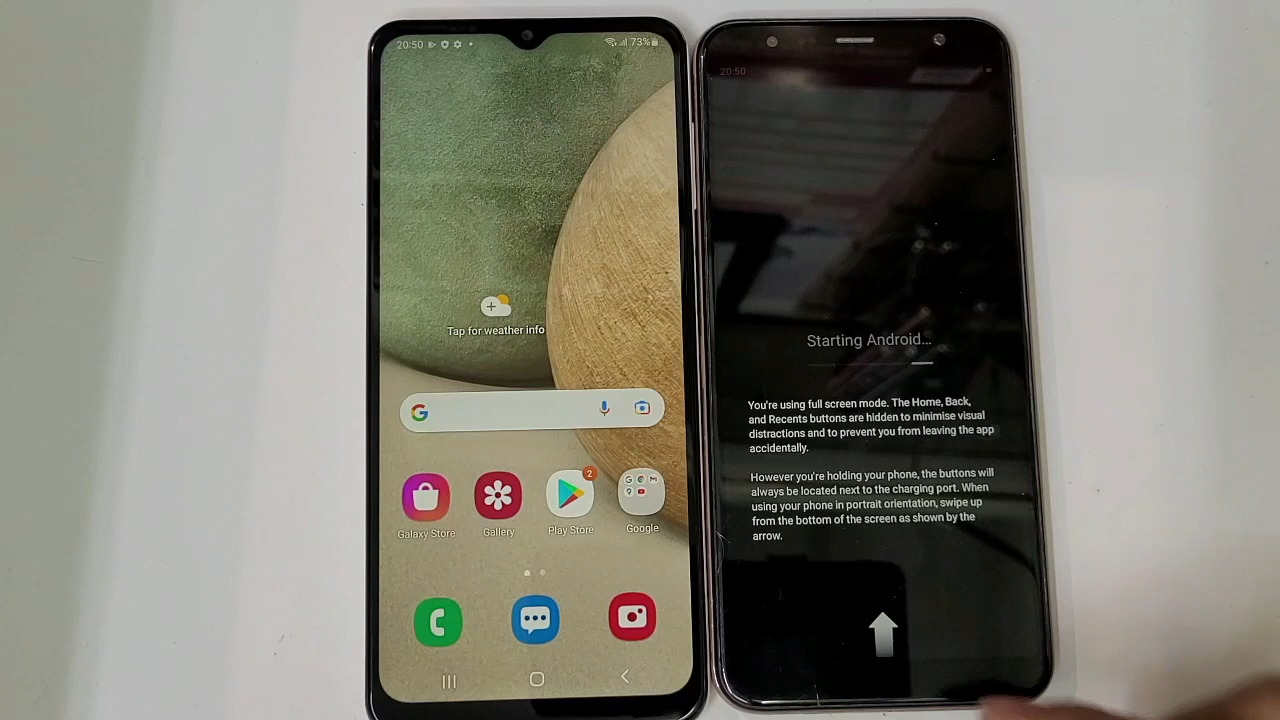 20:50
73%
Tap for weather info
G
2
Galaxy Store
Gallery
Play Store
Google
20:50
Starting Android...
You're using full screen mode. The Home, Back,
and Recents buttons are hidden to minimise visual
distractions and to prevent you from leaving the app
accidentally.
However you're holding your phone, the buttons will
always be located next to the charging port. When
using your phone in portrait orientation, swipe up
from the bottom of the screen as shown by the
arrow.